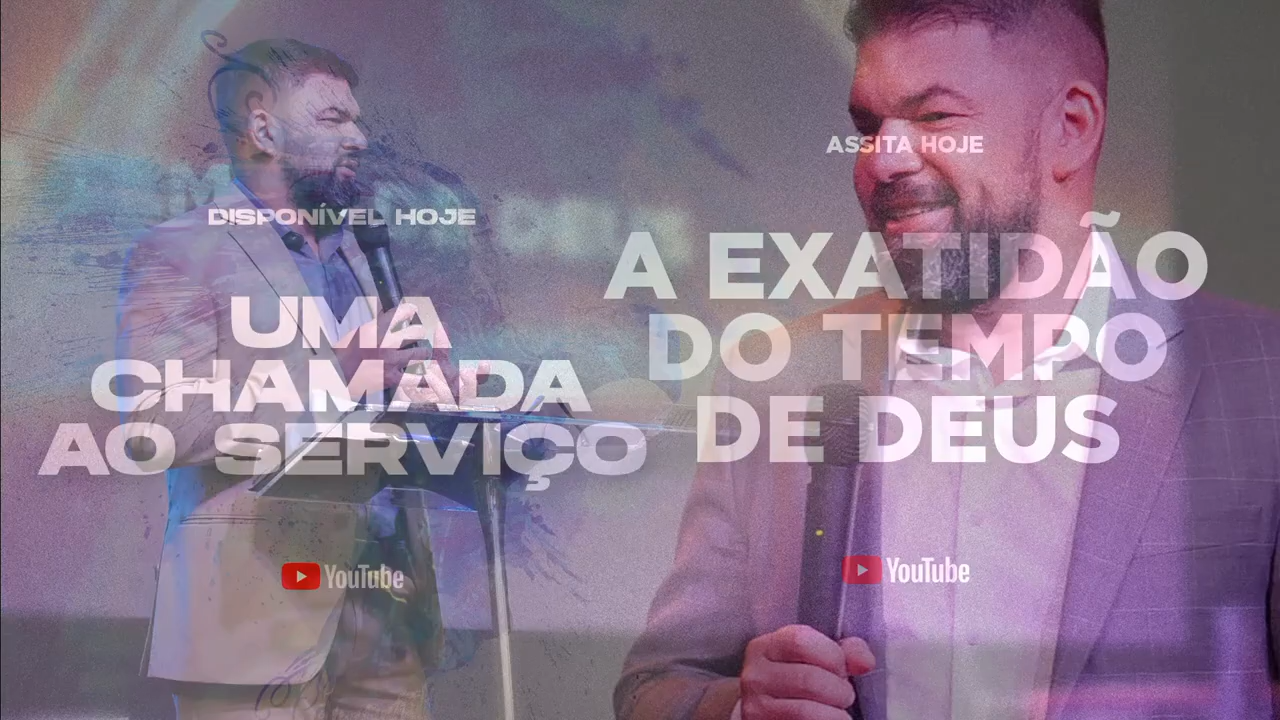 DISPONÍVEL HOJE
UMA
CHAMADA
AO SERVIÇO
YouTube
ASSITA HOJE
A EXATIDÃO
DO TEMPO
DE DEUS
YouTube